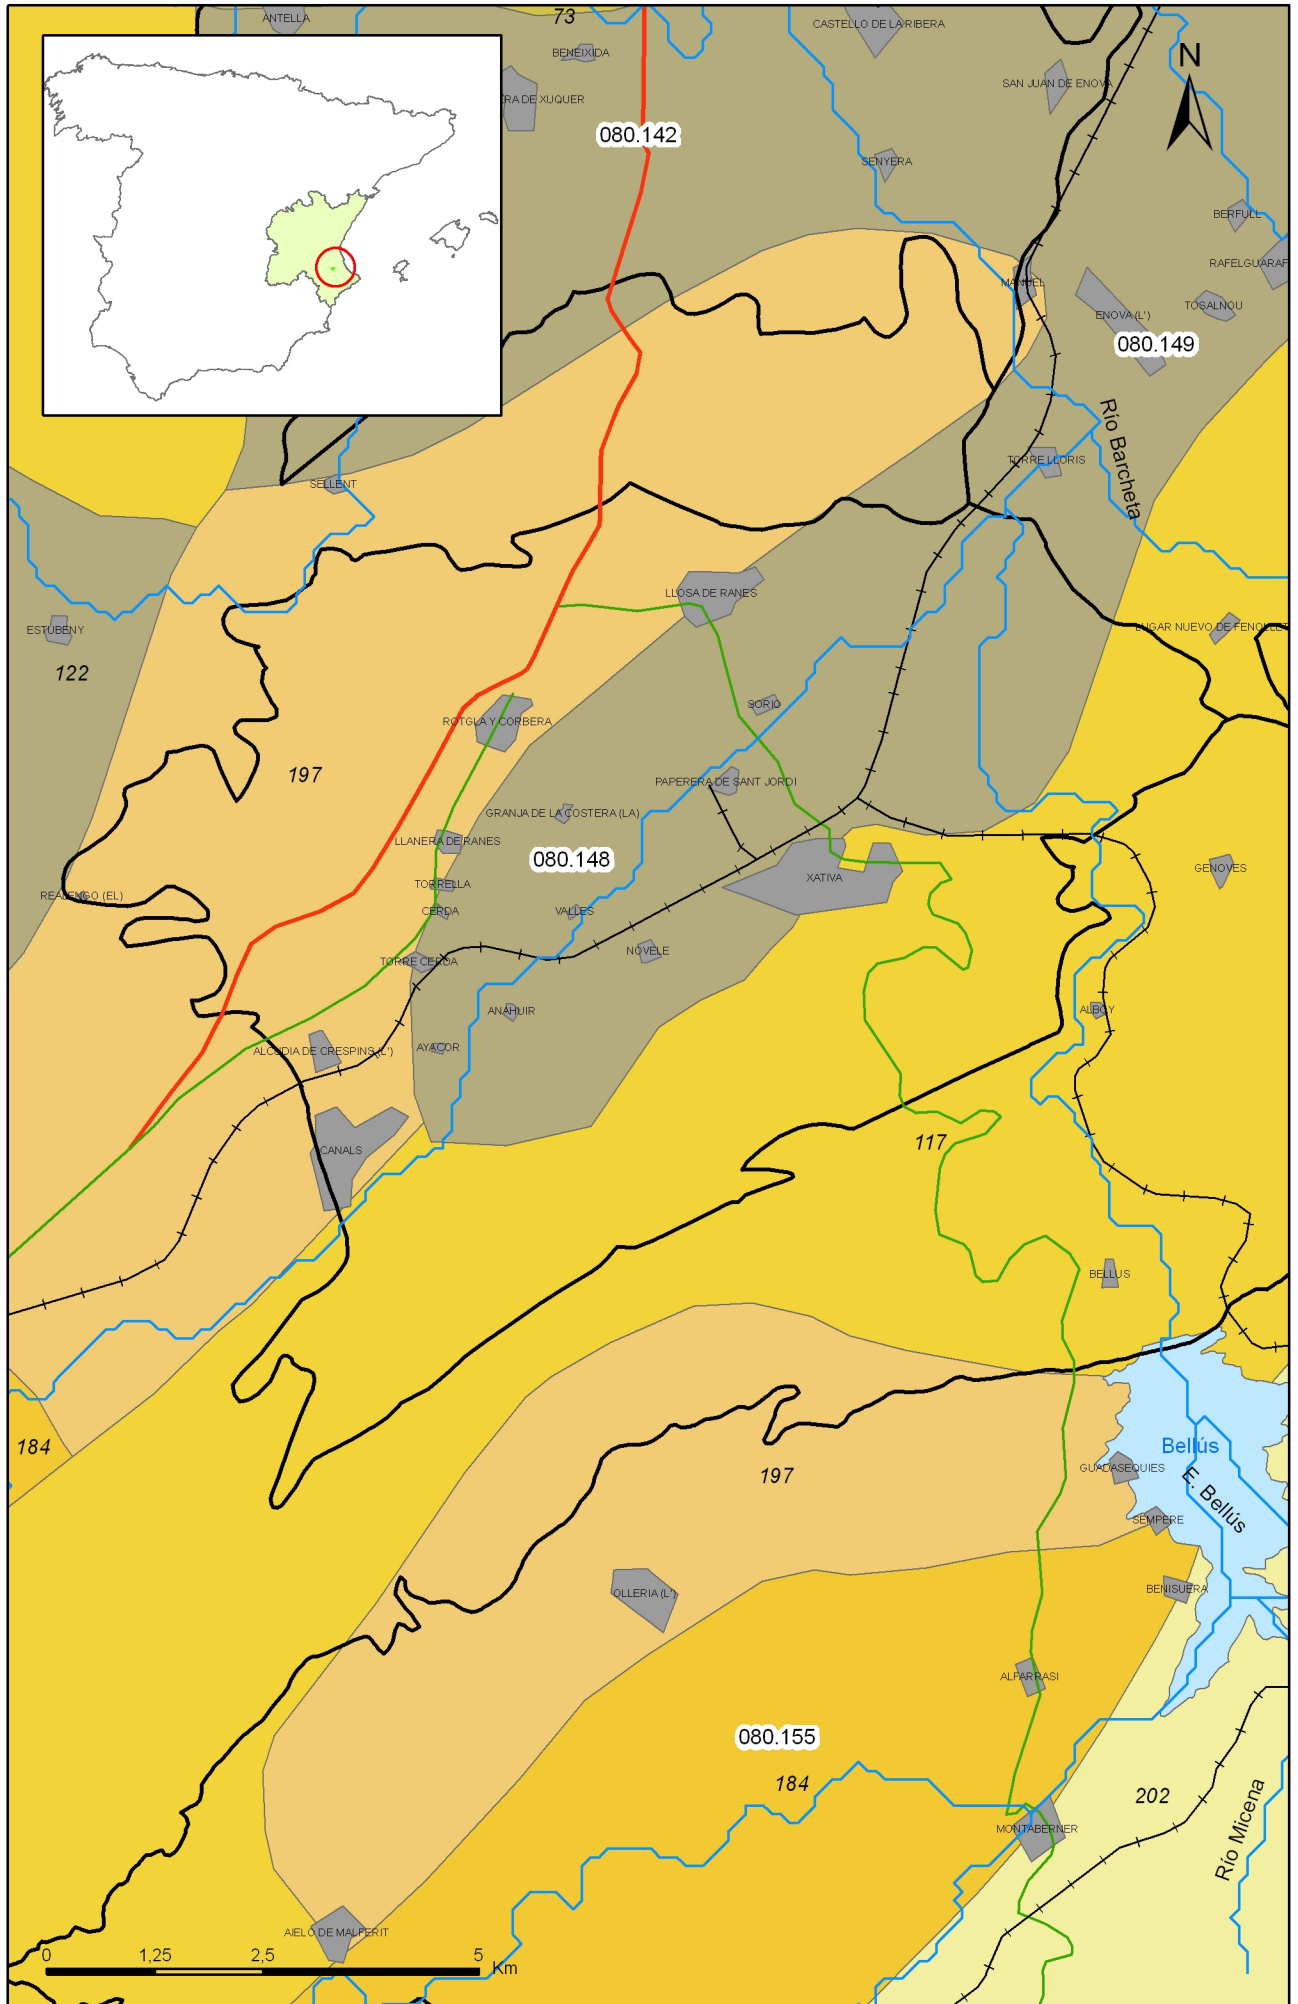 ANTELLA
73
CASTELLO DE LA RIBERA
BENEIXIDA
N
SAN JUAN DE ENOVA
RA DE XUQUER
080.142
SENYERA
BERFULL
RAFELGUARAF
MANUEL
TOSALNOU
ENOVA (L')
080.149
Río Barcheta
TORRE LLORIS
SELLENT
LLOSA DE RANES
ESTUBENY
LUGAR NUEVO DE FENOLLET
122
SORIO
ROTGLA Y CORBERA
197
PAPERERA DE SANT JORDI
GRANJA DE LA COSTERA (LA)
LLANERA DE RANES
080.148
GENOVES
XATIVA
TORRELLA
REALENGO (EL)
CERDA
VALLES
NOVELE
TORRE CERDA
ANAHUIR
ALBOY
AYACOR
ALCUDIA DE CRESPINS (L')
117
CANALS
BELLUS
184
Bellús
GUADASEQUIES
197
E. Bellús
SEMPERE
BENISUERA
OLLERIA (L')
ALFARRASI
080.155
184
202
MONTABERNER
Río Micena
AIELO DE MALFERIT
0 1,25 2,5 5
Km